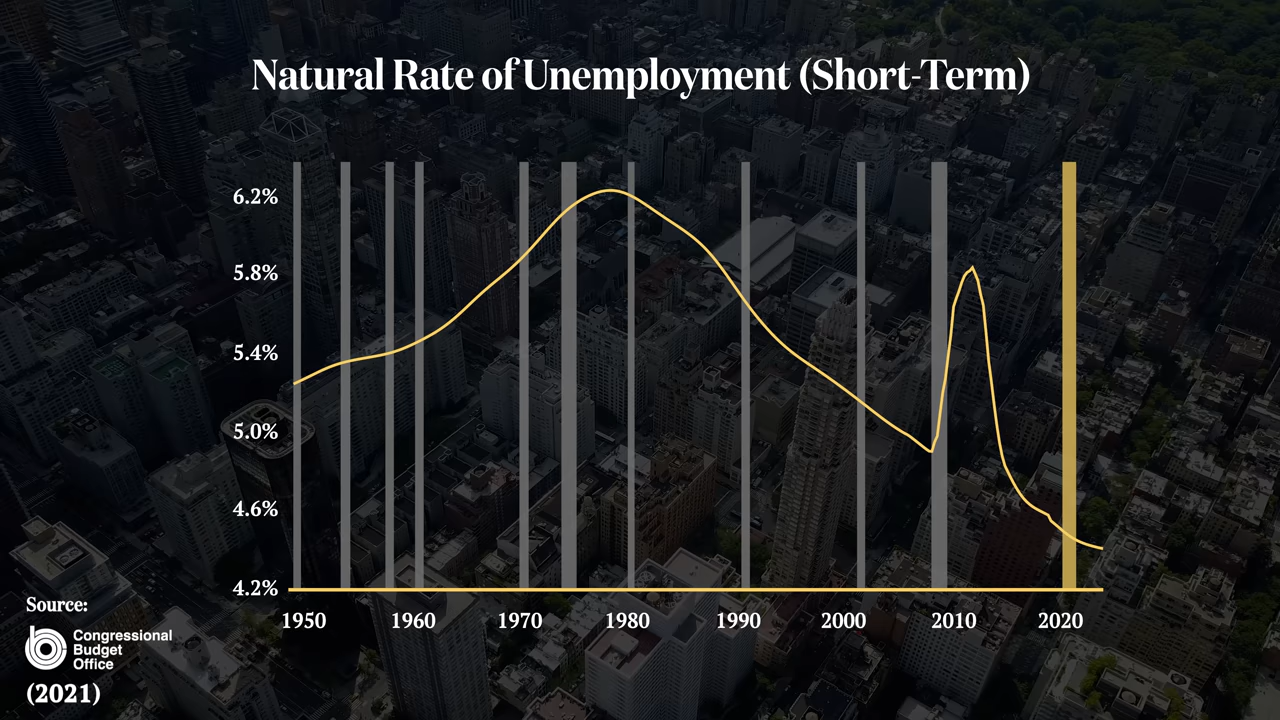 Natural Rate of Unemployment (Short-Term)
6.2%
5.8%
5.4%
5.0%
4.6%
4.2%
1950 1960 1970 1980 1990 2000 2010 2020
Source:
Congressional
Budget
Office
(2021)